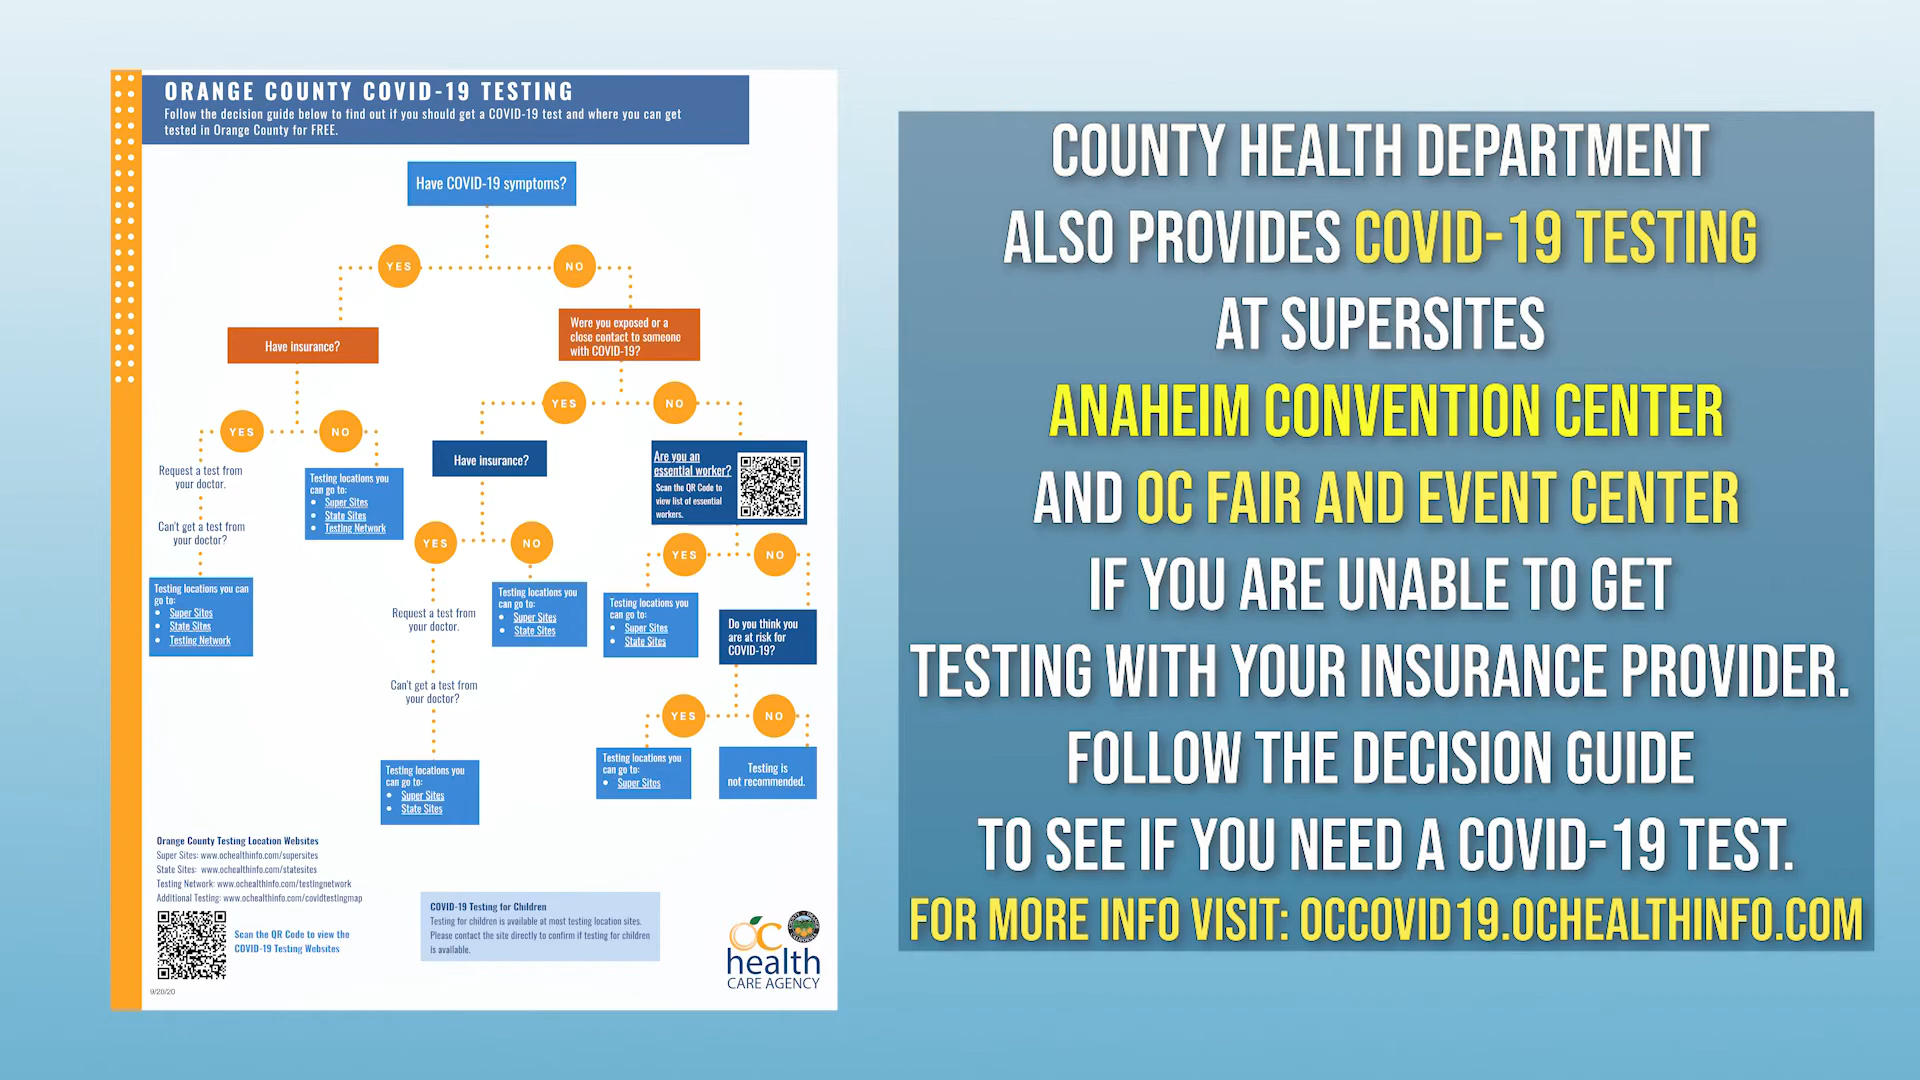 ORANGE COUNTY COVID-19 TESTING
Follow the decision guide below to find out if you should get a COVID-19 test and where you can get
tested in Orange County for FREE.
Have COVID-19 symptoms?
YES
NO
Have insurance?
Were you exposed or a
close contact to someone
with COVID-19?
YES
NO
YES
NO
Request a test from
your doctor.
Can't get a test from
your doctor?
Testing locations you can
go to:
• Super Sites
• State Sites
• Testing Network
Testing locations you
can go to:
• Super Sites
• State Sites
• Testing Network
Have insurance?
Are you an
essential worker?
Scan the QR Code to
view list of essential
workers.
YES
NO
YES
NO
Request a test from
your doctor.
Can't get a test from
your doctor?
Testing locations you
can go to:
• Super Sites
• State Sites
Testing locations you
can go to:
• Super Sites
• State Sites
Testing locations you
can go to:
• Super Sites
• State Sites
Do you think you
are at risk for
COVID-19?
YES
NO
Testing locations you
can go to:
• Super Sites
Testing is
not recommended.
Orange County Testing Location Websites
Super Sites: www.ochealthinfo.com/supersites
State Sites: www.ochealthinfo.com/statesites
Testing Network: www.ochealthinfo.com/testingnetwork
Additional Testing: www.ochealthinfo.com/covidtestingmap
Scan the QR Code to view the
COVID-19 Testing Websites
9/20/20
COVID-19 Testing for Children
Testing for children is available at most testing location sites.
Please contact the site directly to confirm if testing for children
is available.
OC
health
CARE AGENCY
COUNTY HEALTH DEPARTMENT
ALSO PROVIDES COVID-19 TESTING
AT SUPERSITES
ANAHEIM CONVENTION CENTER
AND OC FAIR AND EVENT CENTER
IF YOU ARE UNABLE TO GET
TESTING WITH YOUR INSURANCE PROVIDER.
FOLLOW THE DECISION GUIDE
TO SEE IF YOU NEED A COVID-19 TEST.
FOR MORE INFO VISIT: OCCOVID19.OCHEALTHINFO.COM